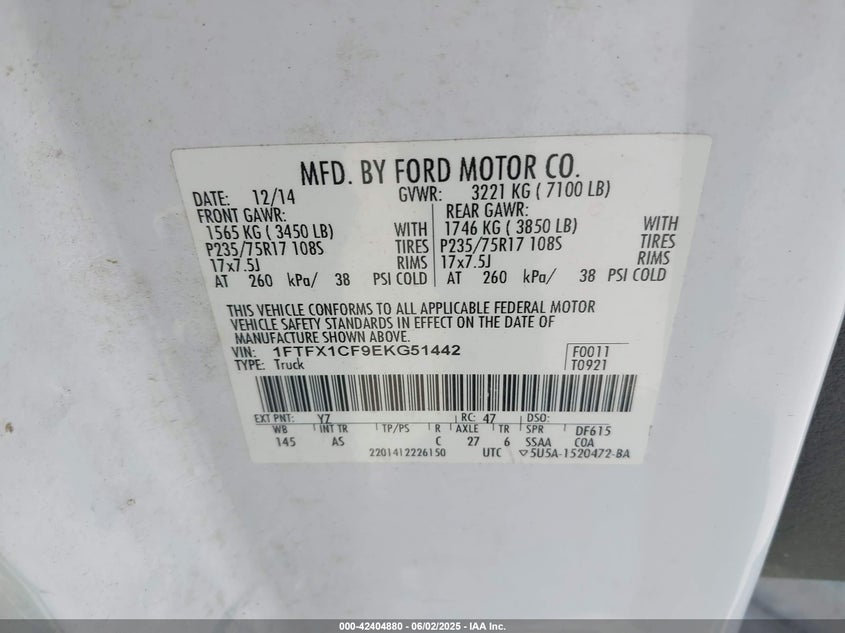 MFD. BY FORD MOTOR CO.
DATE: 12/14 GVWR: 3221 KG ( 7100 LB)
FRONT GAWR: REAR GAWR:
1565 KG ( 3450 LB) WITH 1746 KG ( 3850 LB) WITH
P235/75R17 108S TIRES P235/75R17 108S TIRES
17x7.5J RIMS 17x7.5J RIMS
AT 260 kPa/ 38 PSI COLD AT 260 kPa/ 38 PSI COLD
THIS VEHICLE CONFORMS TO ALL APPLICABLE FEDERAL MOTOR
VEHICLE SAFETY STANDARDS IN EFFECT ON THE DATE OF
MANUFACTURE SHOWN ABOVE.
VIN: 1FTFX1CF9EKG51442 F0011
TYPE: Truck T0921
EXT PNT: Y7 RC: 47 DSO:
WB INT TR TP/PS R AXLE TR SPR DF615
145 AS C 27 6 SSAA COA
2201412226150 UTC ▽5U5A-1520472-BA
000-42404880 | 06/02/2025 - IAA Inc.